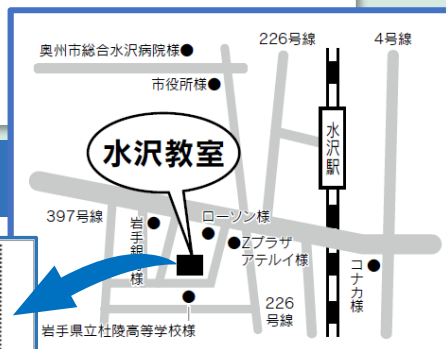 奥州市総合水沢病院様
226号線
4号線
市役所様
水沢教室
水沢駅
397号線
岩手銀行様
ローソン様
Zプラザ
アテルイ様
コナカ様
226
号線
岩手県立杜陵高等学校様